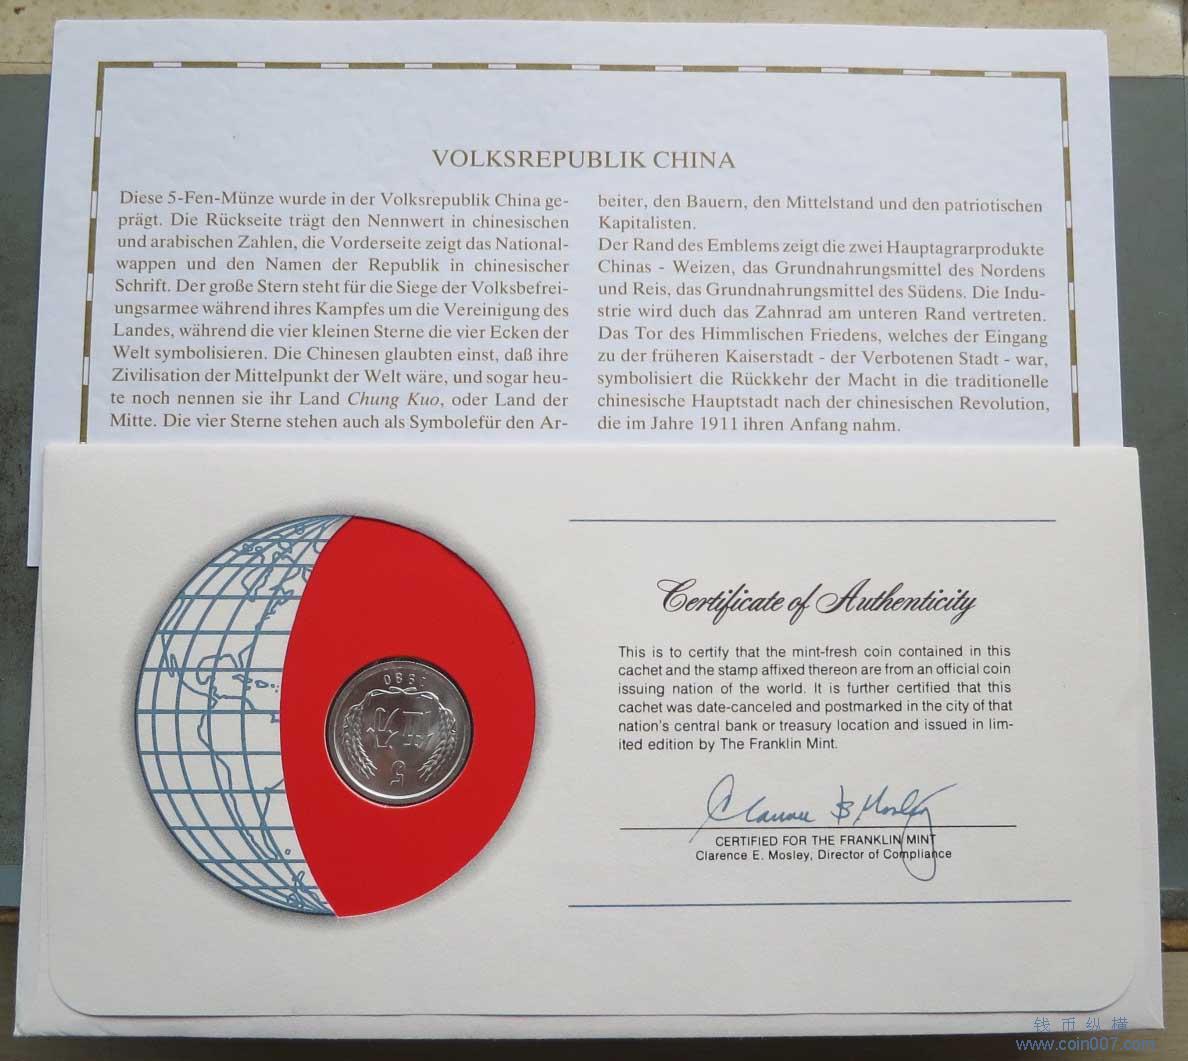 VOLKSREPUBLIK CHINA
Diese 5-Fen-Münze wurde in der Volksrepublik China ge-
prägt. Die Rückseite trägt den Nennwert in chinesischen
und arabischen Zahlen, die Vorderseite zeigt das National-
wappen und den Namen der Republik in chinesischer
Schrift. Der große Stern steht für die Siege der Volksbefrei-
ungsarmee während ihres Kampfes um die Vereinigung des
Landes, während die vier kleinen Sterne die vier Ecken der
Welt symbolisieren. Die Chinesen glaubten einst, daß ihre
Zivilisation der Mittelpunkt der Welt wäre, und sogar heu-
te noch nennen sie ihr Land Chung Kuo, oder Land der
Mitte. Die vier Sterne stehen auch als Symbolefür den Ar-
beiter, den Bauern, den Mittelstand und den patriotischen
Kapitalisten.
Der Rand des Emblems zeigt die zwei Hauptagrarprodukte
Chinas - Weizen, das Grundnahrungsmittel des Nordens
und Reis, das Grundnahrungsmittel des Südens. Die Indu-
strie wird duch das Zahnrad am unteren Rand vertreten.
Das Tor des Himmlischen Friedens, welches der Eingang
zu der früheren Kaiserstadt - der Verbotenen Stadt - war,
symbolisiert die Rückkehr der Macht in die traditionelle
chinesische Hauptstadt nach der chinesischen Revolution,
die im Jahre 1911 ihren Anfang nahm.
1980
伍分
5
Certificate of Authenticity
This is to certify that the mint-fresh coin contained in this
cachet and the stamp affixed thereon are from an official coin
issuing nation of the world. It is further certified that this
cachet was date-canceled and postmarked in the city of that
nation's central bank or treasury location and issued in lim-
ited edition by The Franklin Mint.
CERTIFIED FOR THE FRANKLIN MINT
Clarence E. Mosley, Director of Compliance
钱币纵横
www.coin007.com